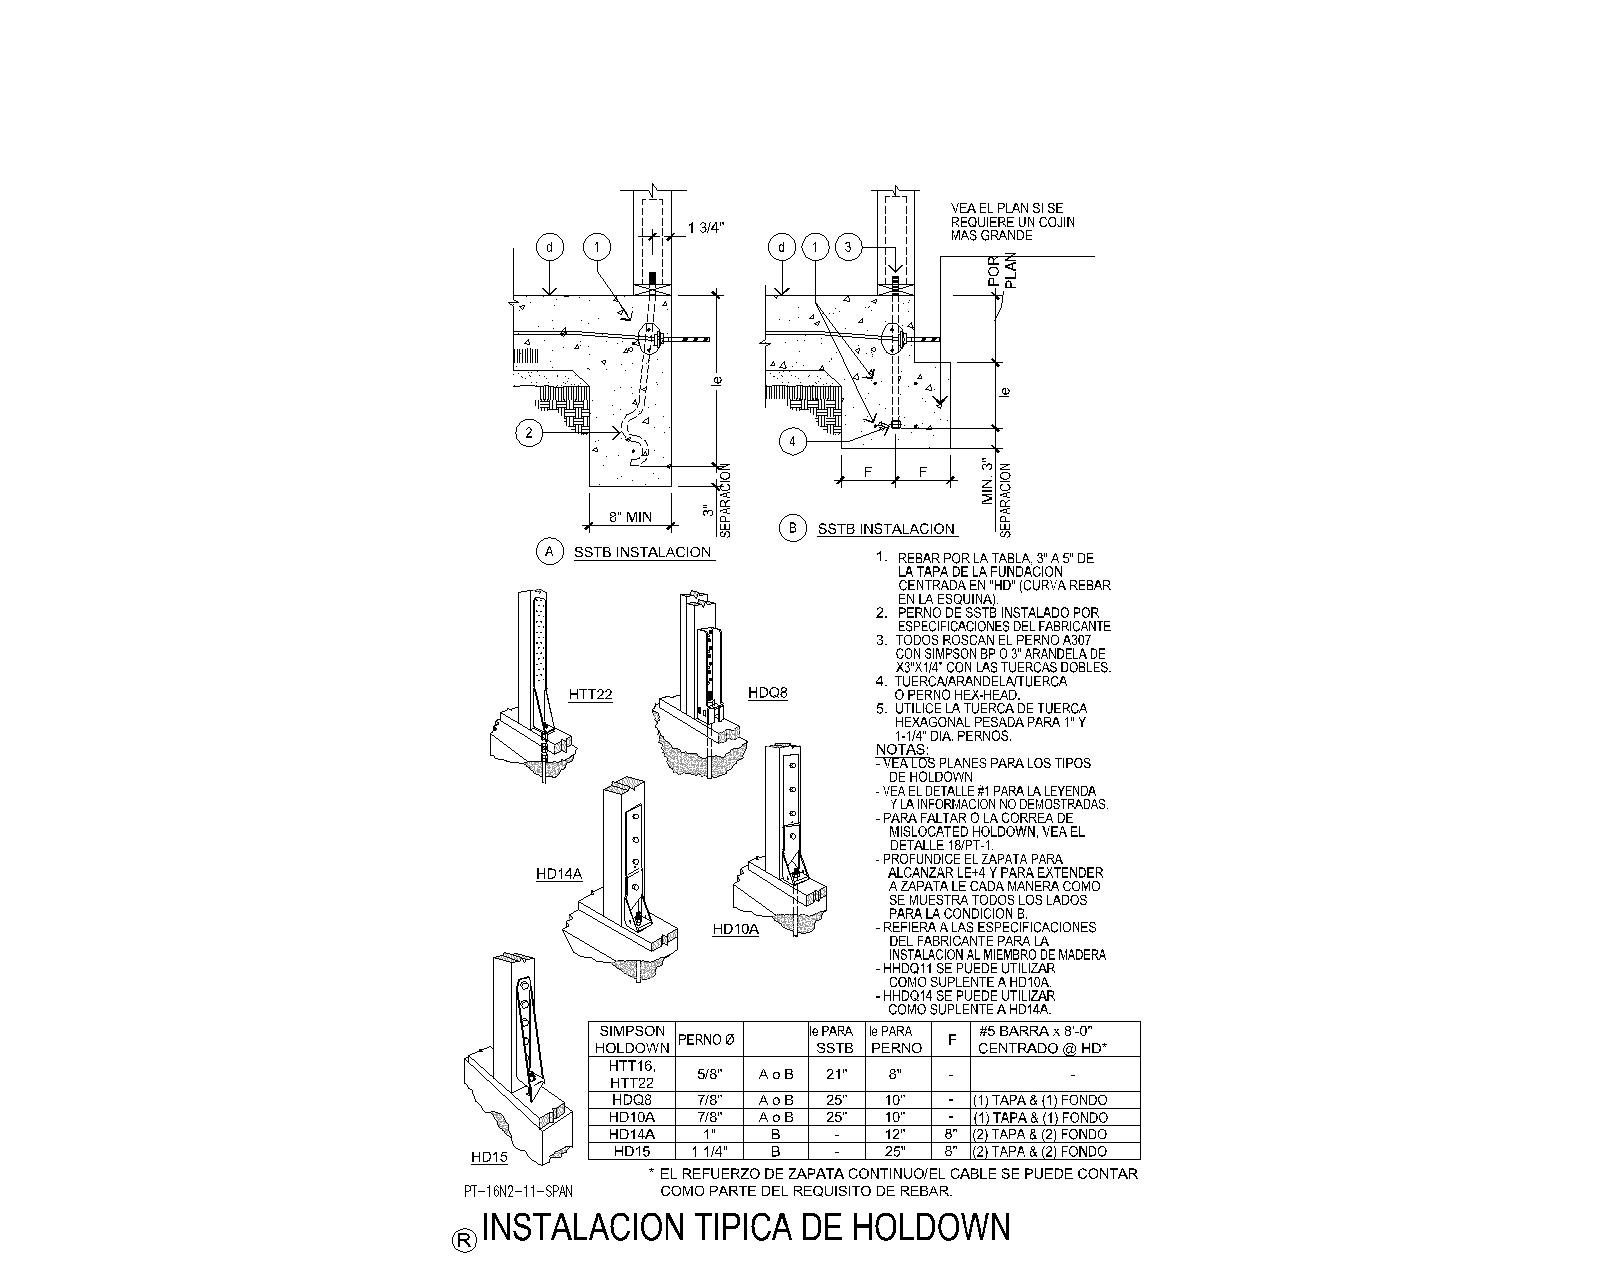 VEA EL PLAN SI SE
REQUIERE UN COJIN
MAS GRANDE
1 3/4"
d
1
d
1
3
POR
PLAN
le
le
2
4
F
F
8" MIN
3"
SEPARACION
MIN. 3"
SEPARACION
A SSTB INSTALACION
B SSTB INSTALACION
1. REBAR POR LA TABLA, 3" A 5" DE
LA TAPA DE LA FUNDACION
CENTRADA EN "HD" (CURVA REBAR
EN LA ESQUINA).
2. PERNO DE SSTB INSTALADO POR
ESPECIFICACIONES DEL FABRICANTE
3. TODOS ROSCAN EL PERNO A307
CON SIMPSON BP O 3" ARANDELA DE
X3"X1/4" CON LAS TUERCAS DOBLES.
4. TUERCA/ARANDELA/TUERCA
O PERNO HEX-HEAD.
5. UTILICE LA TUERCA DE TUERCA
HEXAGONAL PESADA PARA 1" Y
1-1/4" DIA. PERNOS.
NOTAS:
- VEA LOS PLANES PARA LOS TIPOS
DE HOLDOWN
- VEA EL DETALLE #1 PARA LA LEYENDA
Y LA INFORMACION NO DEMOSTRADAS.
- PARA FALTAR O LA CORREA DE
MISLOCATED HOLDOWN, VEA EL
DETALLE 18/PT-1.
- PROFUNDICE EL ZAPATA PARA
ALCANZAR LE+4 Y PARA EXTENDER
A ZAPATA LE CADA MANERA COMO
SE MUESTRA TODOS LOS LADOS
PARA LA CONDICION B.
- REFIERA A LAS ESPECIFICACIONES
DEL FABRICANTE PARA LA
INSTALACION AL MIEMBRO DE MADERA
- HHDQ11 SE PUEDE UTILIZAR
COMO SUPLENTE A HD10A.
- HHDQ14 SE PUEDE UTILIZAR
COMO SUPLENTE A HD14A.
HTT22
HDQ8
HD14A
HD10A
HD15
SIMPSON HOLDOWN PERNO Ø le PARA SSTB le PARA PERNO F #5 BARRA x 8'-0" CENTRADO @ HD*
HTT16, HTT22 5/8" A o B 21" 8" - -
HDQ8 7/8" A o B 25" 10" - (1) TAPA & (1) FONDO
HD10A 7/8" A o B 25" 10" - (1) TAPA & (1) FONDO
HD14A 1" B - 12" 8" (2) TAPA & (2) FONDO
HD15 1 1/4" B - 25" 8" (2) TAPA & (2) FONDO
* EL REFUERZO DE ZAPATA CONTINUO/EL CABLE SE PUEDE CONTAR
COMO PARTE DEL REQUISITO DE REBAR.
PT-16N2-11-SPAN
R INSTALACION TIPICA DE HOLDOWN